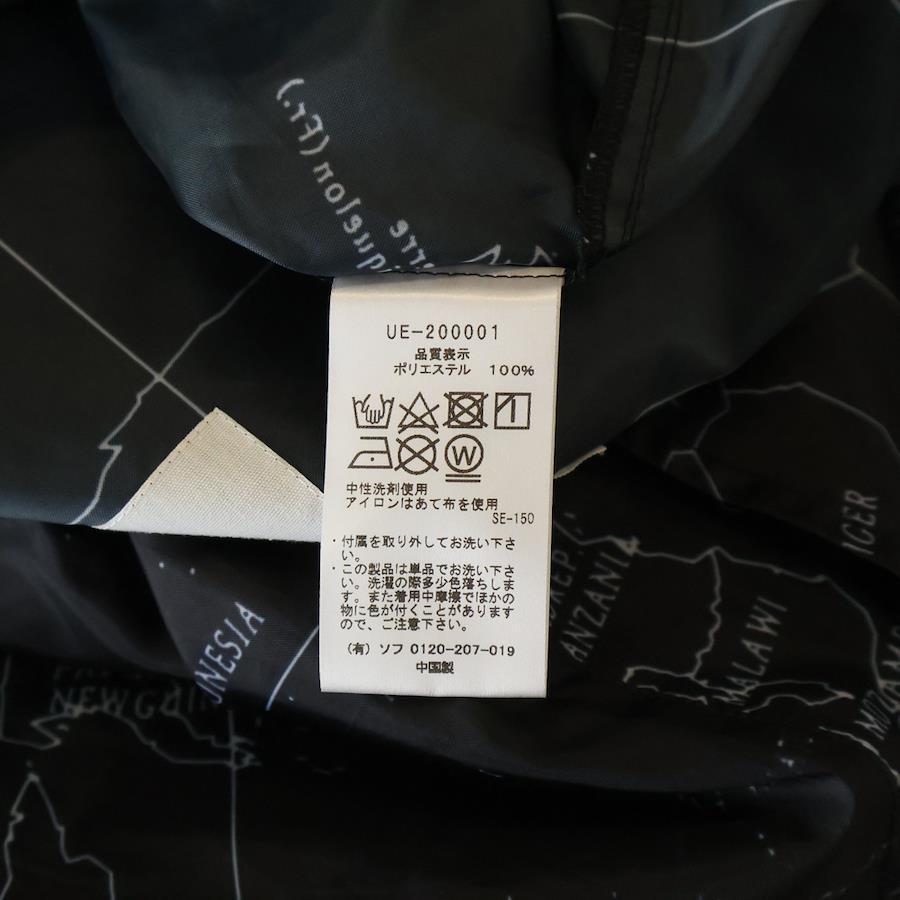 (Fr.)
UE-200001
品質表示
ポリエステル 100%
W
中性洗剤使用
アイロンはあて布を使用
SE-150
・付属を取り外してお洗い下さ
い。
・この製品は単品でお洗い下さ
い。洗濯の際多少色落ちしま
す。また着用中摩擦でほかの
物に色が付くことがあります
ので、ご注意下さい。
(有) ソフ 0120-207-019
中国製
MALAWI
NEW GUIN